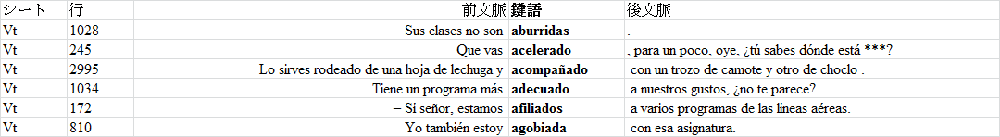 シート 行 前文脈 鍵語 後文脈
Vt 1028 Sus clases no son aburridas .
Vt 245 Que vas acelerado , para un poco, oye, ¿tú sabes dónde está ***?
Vt 2995 Lo sirves rodeado de una hoja de lechuga y acompañado con un trozo de camote y otro de choclo .
Vt 1034 Tiene un programa más adecuado a nuestros gustos, ¿no te parece?
Vt 172 – Sí señor, estamos afiliados a varios programas de las líneas aéreas.
Vt 810 Yo también estoy agobiada con esa asignatura.